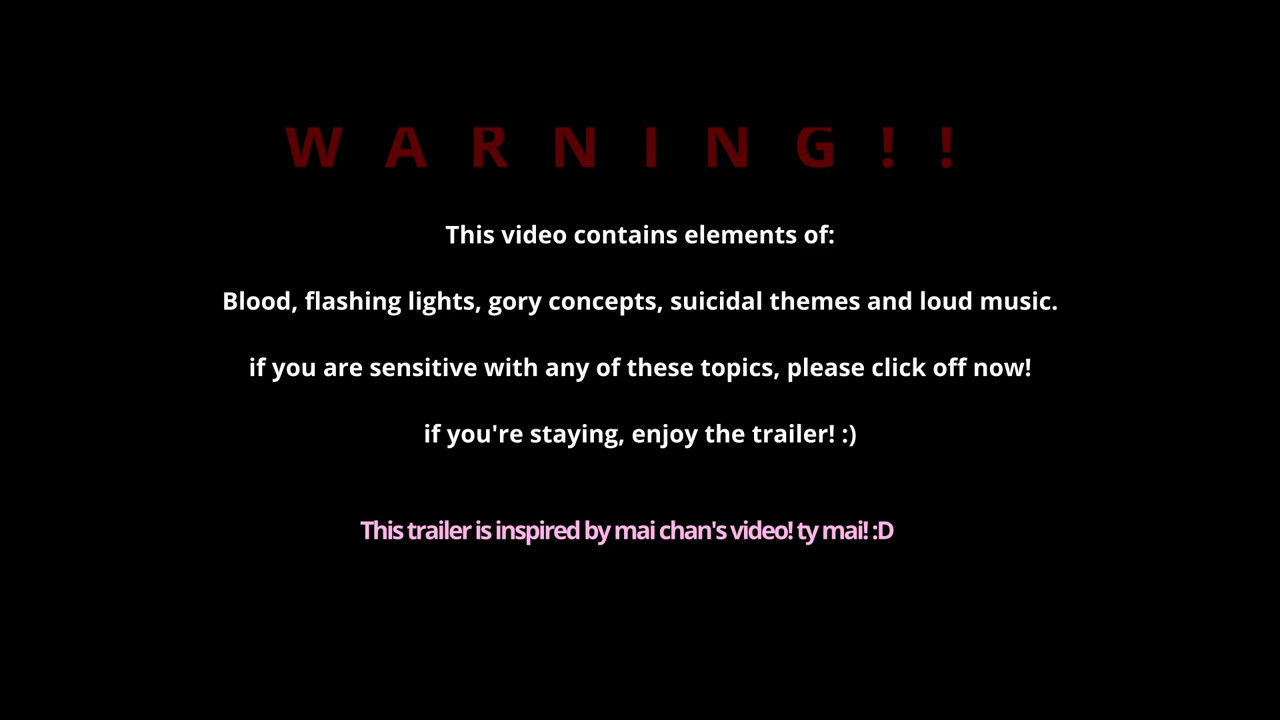 W A R N I N G ! !
This video contains elements of:
Blood, flashing lights, gory concepts, suicidal themes and loud music.
if you are sensitive with any of these topics, please click off now!
if you're staying, enjoy the trailer! :)
This trailer is inspired by mai chan's video! ty mai! :D